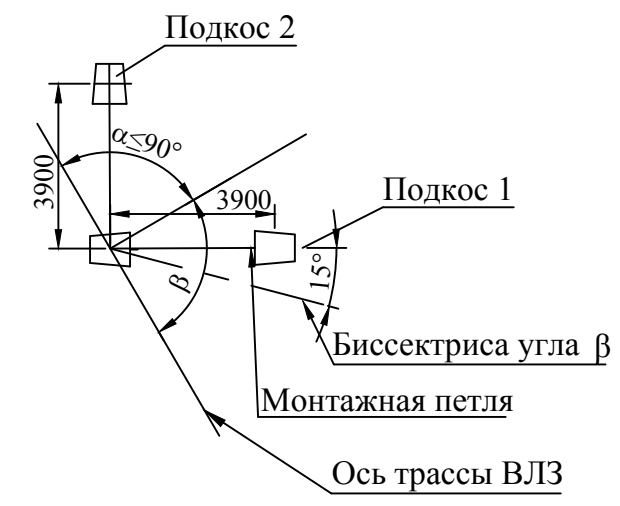 Подкос 2
α≤90°
3900
3900
Подкос 1
β
15°
Биссектриса угла β
Монтажная петля
Ось трассы ВЛЗ